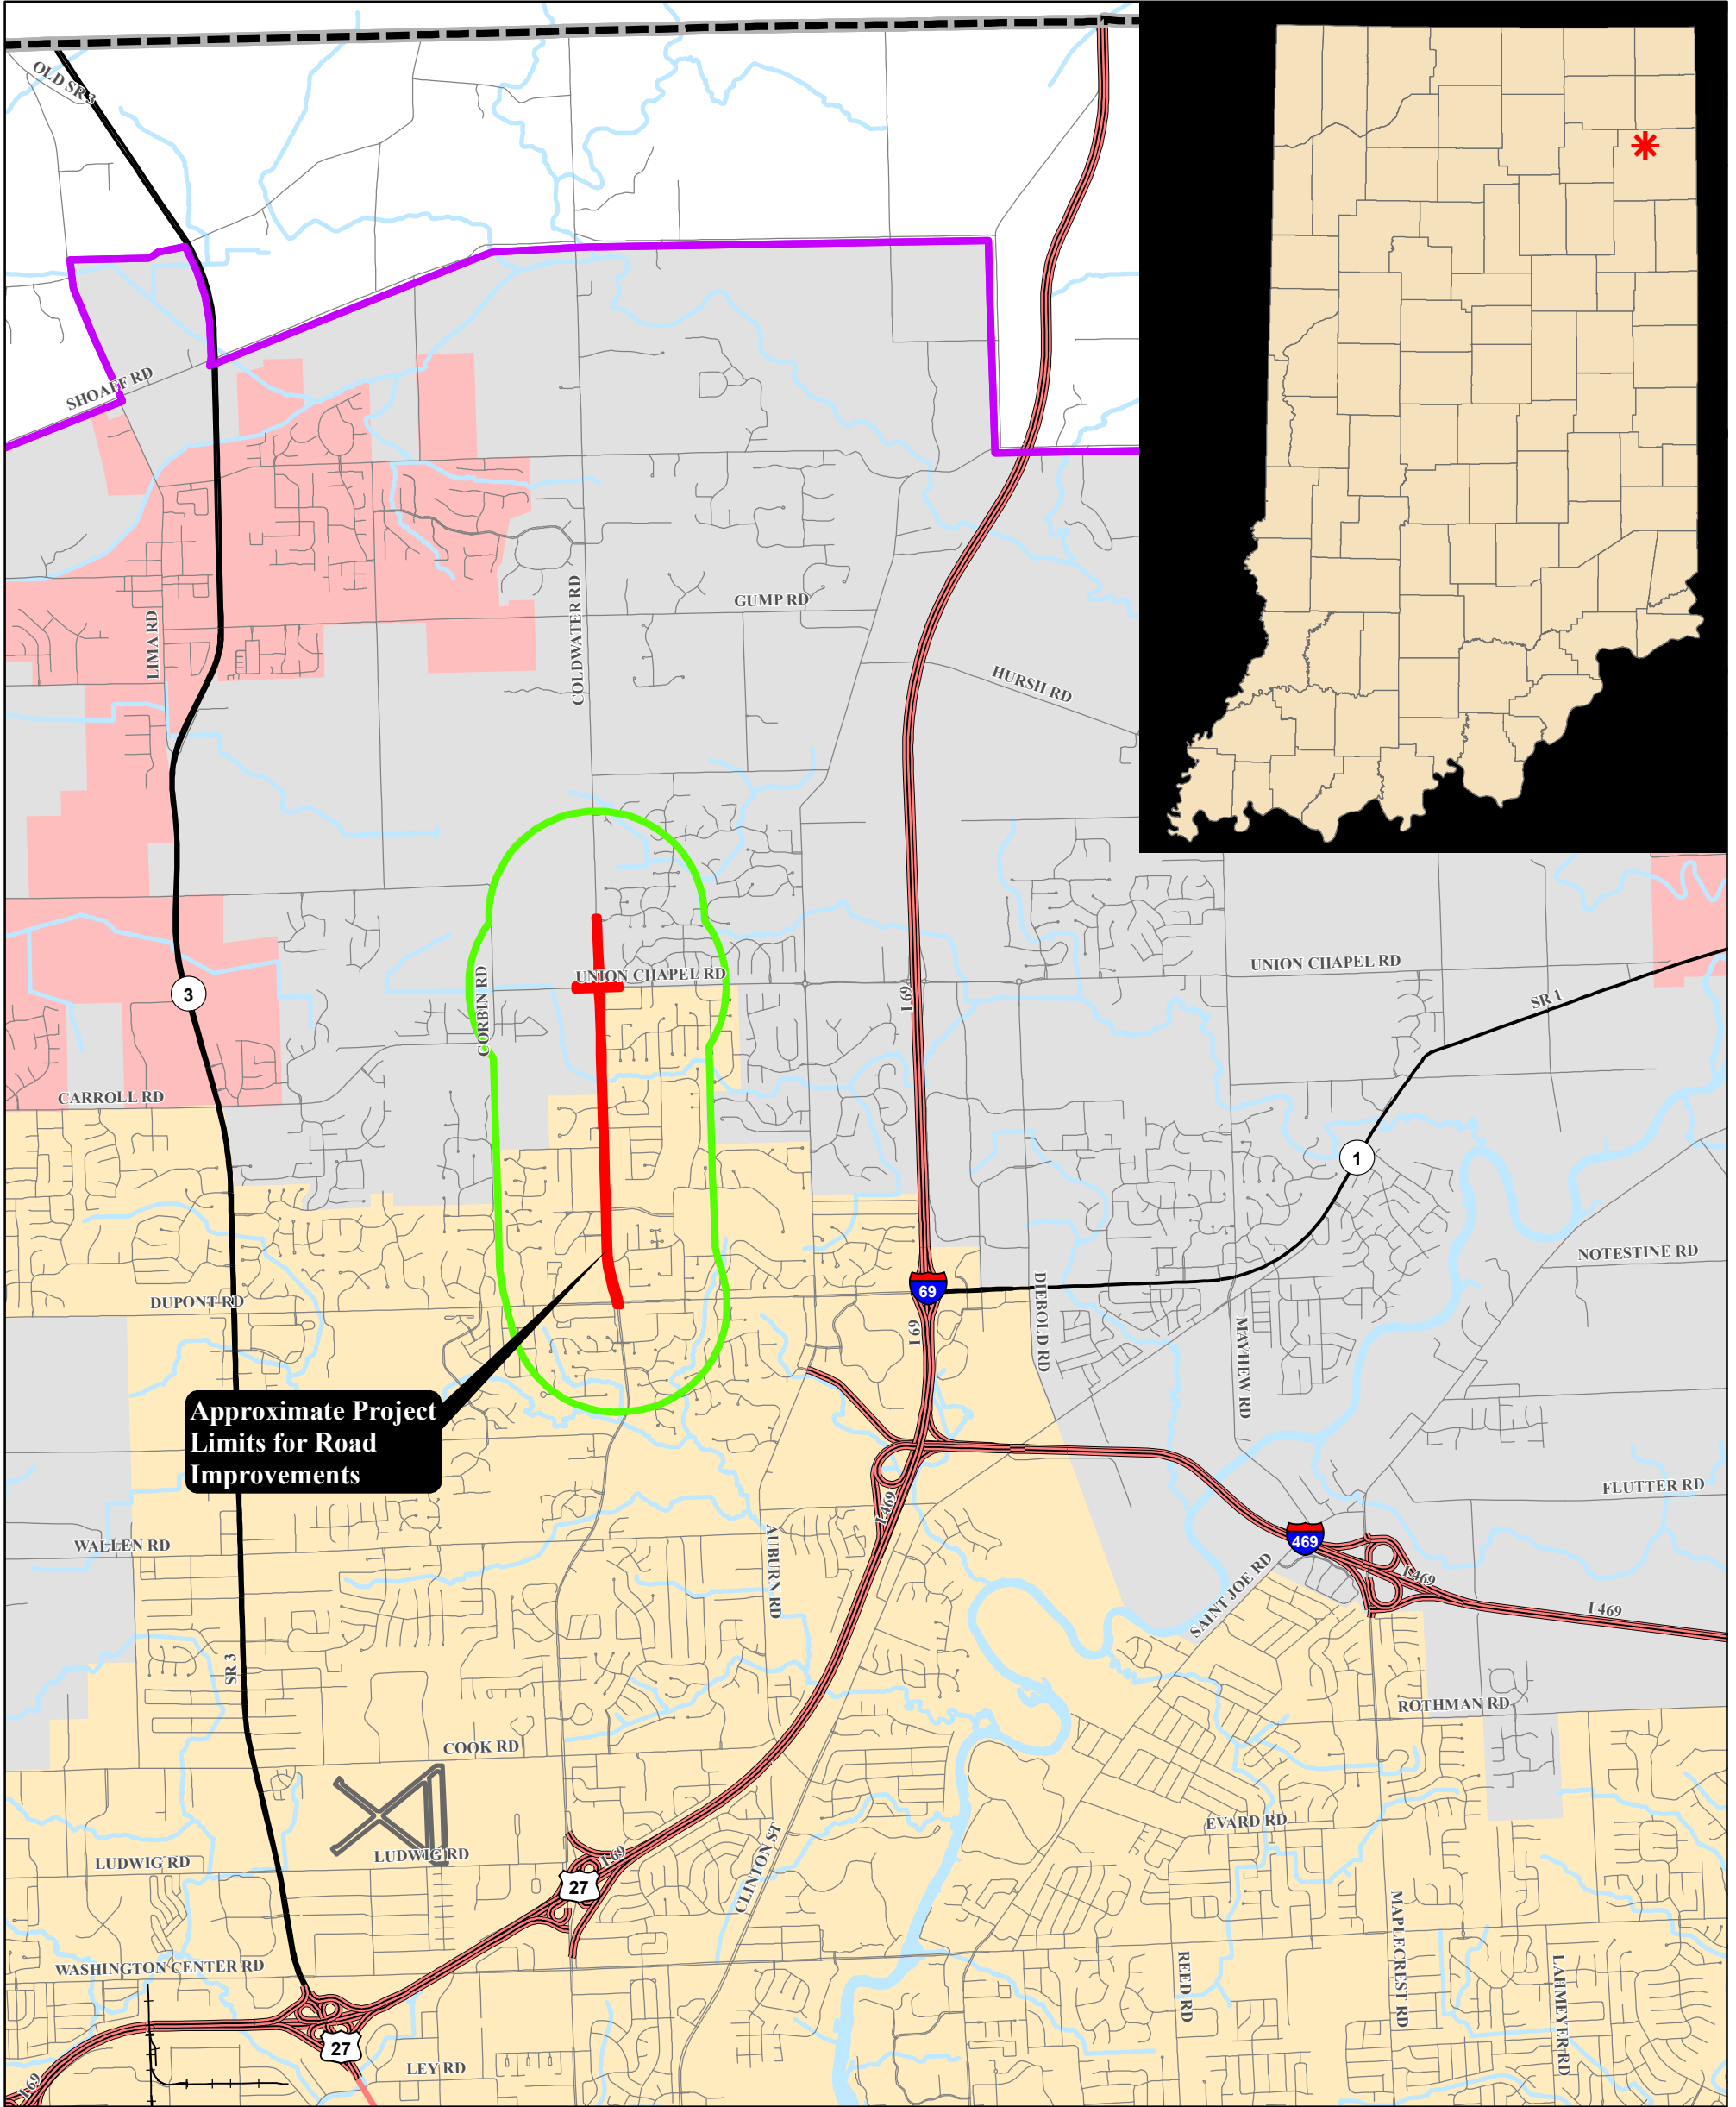 OLD SR 3
SHOAFF RD
LIMA RD
COLDWATER RD
GUMP RD
HURSH RD
UNION CHAPEL RD
UNION CHAPEL RD
CORBIN RD
I 69
SR 1
3
CARROLL RD
1
NOTESTINE RD
DUPONT RD
69
DIEBOLD RD
I 69
MAYHEW RD
Approximate Project
Limits for Road
Improvements
FLUTTER RD
I 469
WALLEN RD
AUBURN RD
469
I 469
SAINT JOE RD
I 469
SR 3
ROTHMAN RD
COOK RD
EVARD RD
LUDWIG RD
LUDWIG RD
I 69
27
CLINTON ST
MAPLECREST RD
WASHINGTON CENTER RD
REED RD
LAHMEYER RD
27
LEY RD
I 69